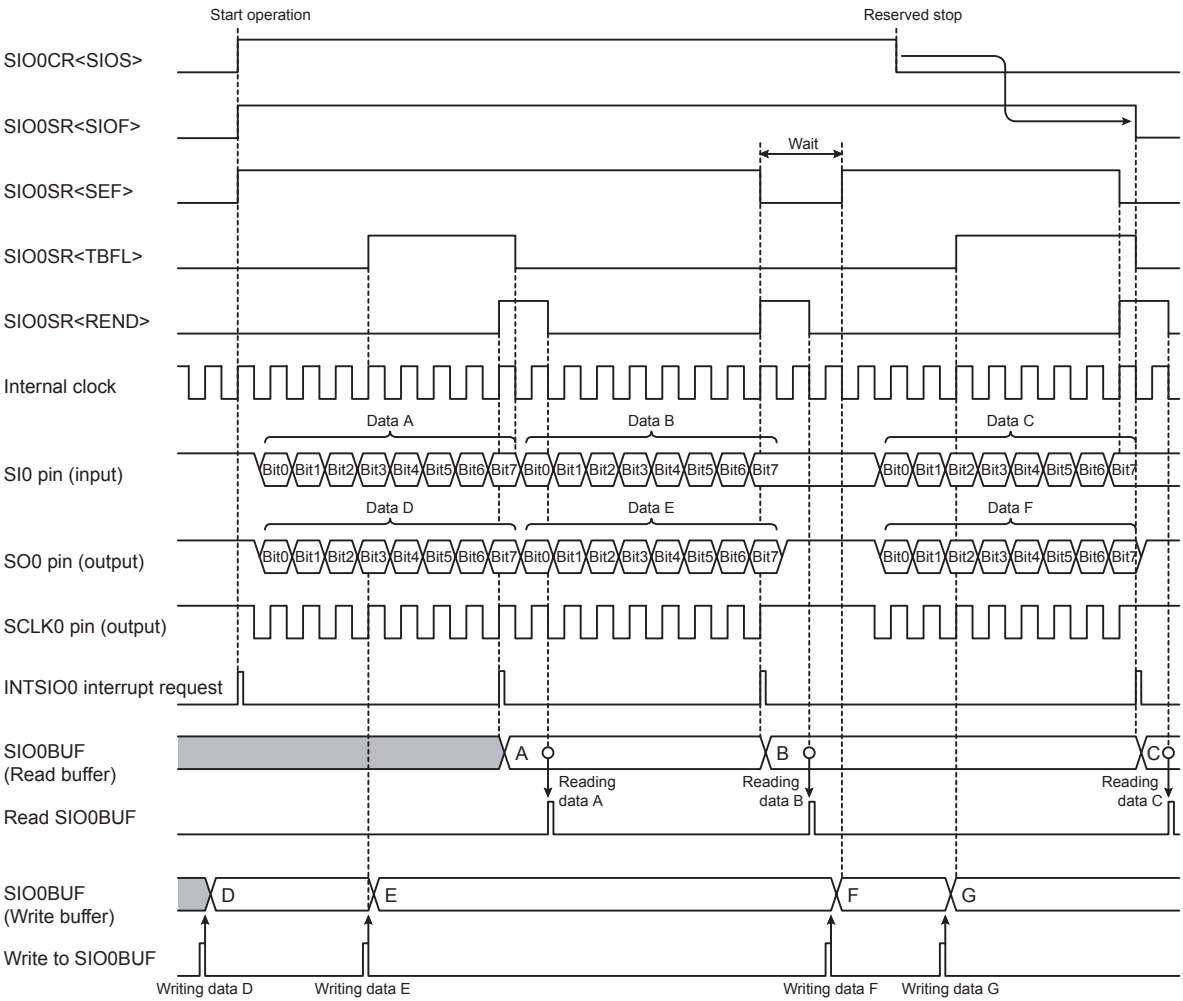 Start operation
Reserved stop
SIO0CR<SIOS>
SIO0SR<SIOF>
Wait
SIO0SR<SEF>
SIO0SR<TBFL>
SIO0SR<REND>
Internal clock
Data A
Data B
Data C
SI0 pin (input)
Bit0 Bit1 Bit2 Bit3 Bit4 Bit5 Bit6 Bit7 Bit0 Bit1 Bit2 Bit3 Bit4 Bit5 Bit6 Bit7 Bit0 Bit1 Bit2 Bit3 Bit4 Bit5 Bit6 Bit7
Data D
Data E
Data F
SO0 pin (output)
Bit0 Bit1 Bit2 Bit3 Bit4 Bit5 Bit6 Bit7 Bit0 Bit1 Bit2 Bit3 Bit4 Bit5 Bit6 Bit7 Bit0 Bit1 Bit2 Bit3 Bit4 Bit5 Bit6 Bit7
SCLK0 pin (output)
INTSIO0 interrupt request
SIO0BUF
(Read buffer)
A
B
C
Reading
data A
Reading
data B
Reading
data C
Read SIO0BUF
SIO0BUF
(Write buffer)
D
E
F
G
Write to SIO0BUF
Writing data D
Writing data E
Writing data F
Writing data G